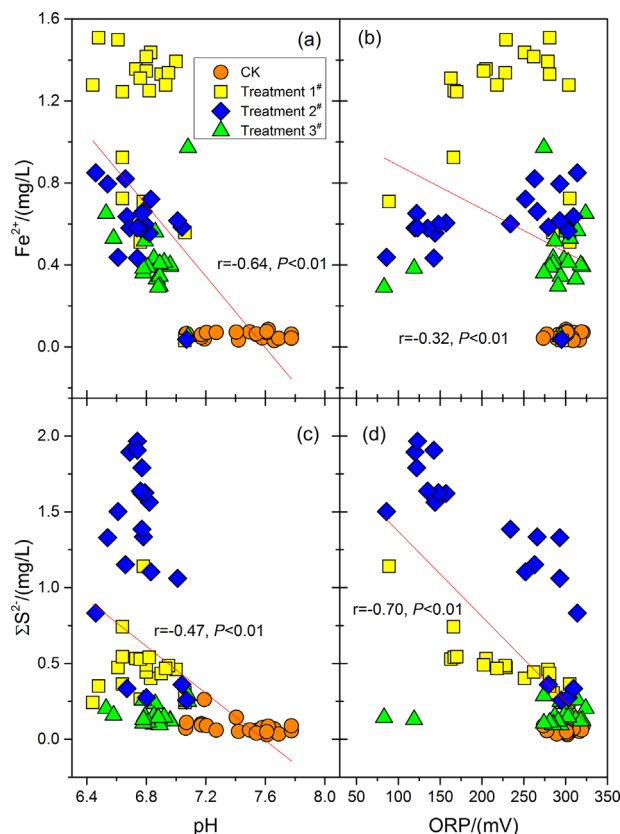 (a)
(b)
CK
Treatment 1#
Treatment 2#
Treatment 3#
r=-0.64, P<0.01
r=-0.32, P<0.01
1.6
1.2
0.8
0.4
0.0
Fe2+/(mg/L)
(c)
(d)
r=-0.47, P<0.01
r=-0.70, P<0.01
2.0
1.5
1.0
0.5
0.0
ΣS2-/(mg/L)
6.4 6.8 7.2 7.6 8.0
50 100 150 200 250 300 350
pH
ORP/(mV)